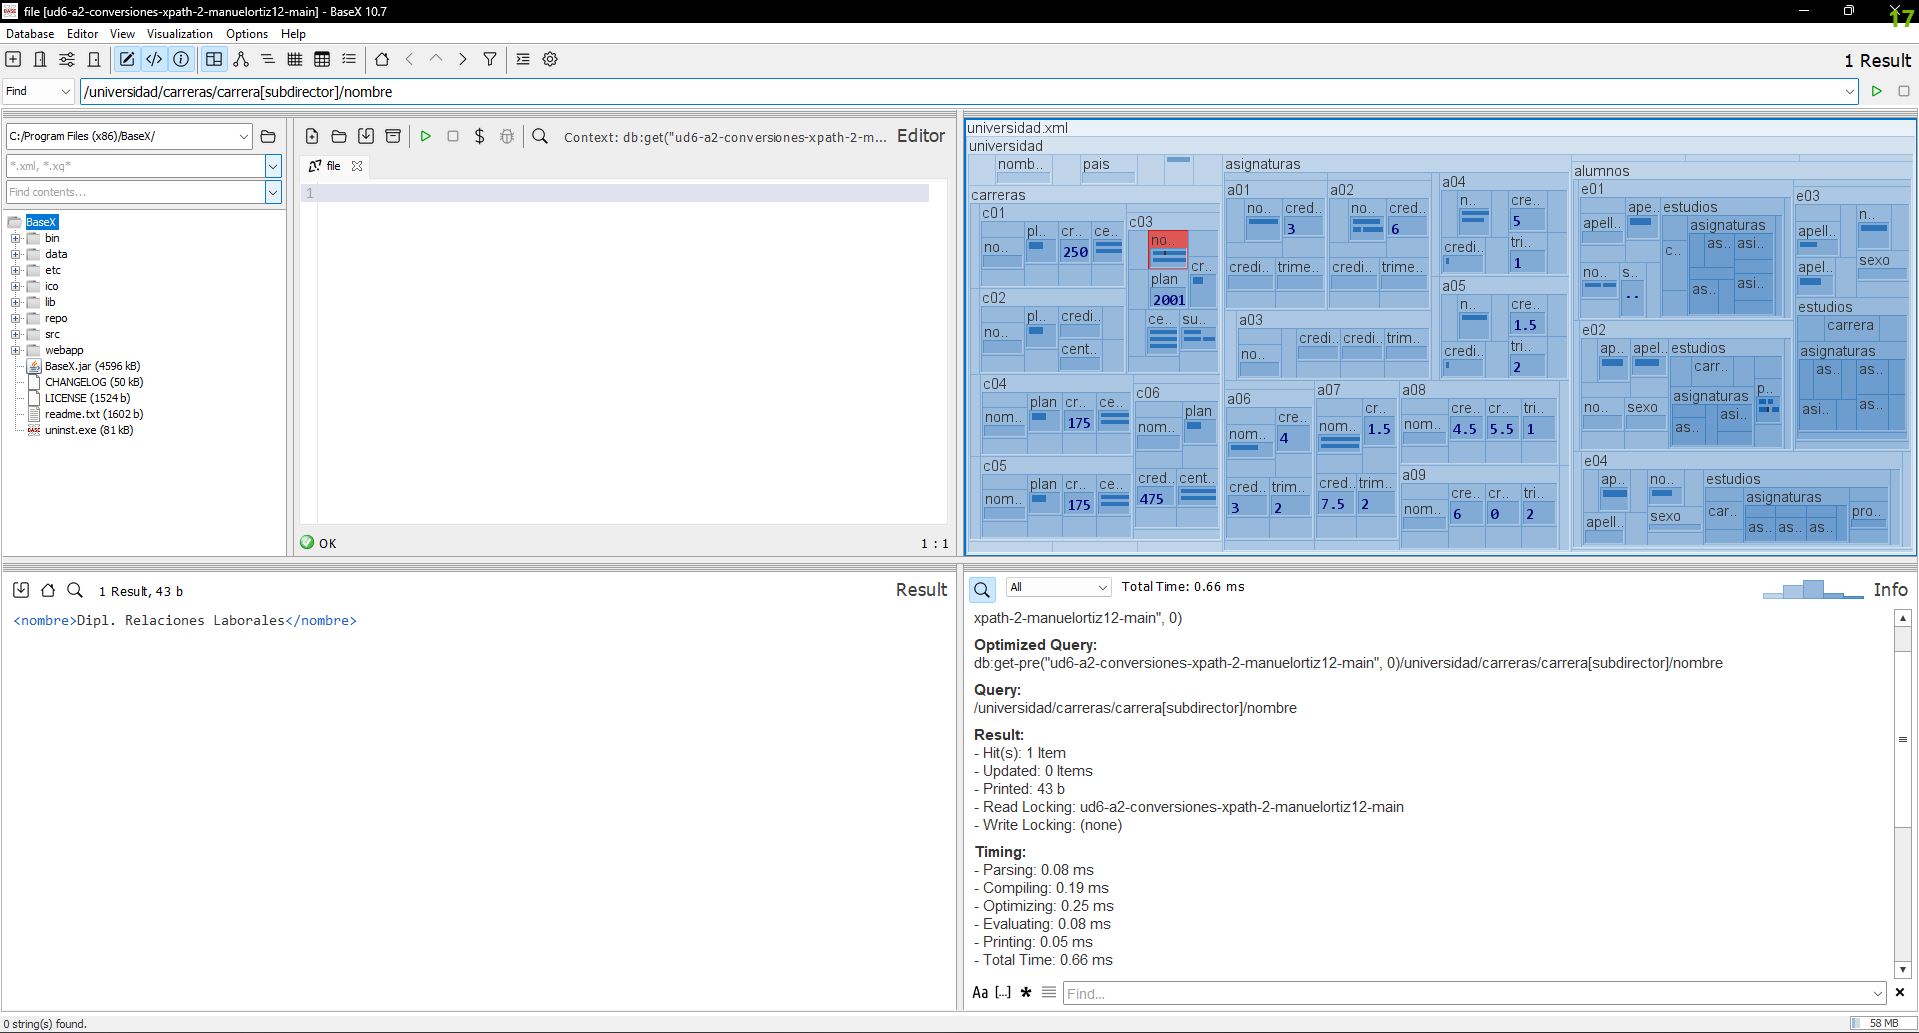 file [ud6-a2-conversiones-xpath-2-manuelortiz12-main] - BaseX 10.7
17
Database Editor View Visualization Options Help
1 Result
Find /universidad/carreras/carrera[subdirector]/nombre
C:/Program Files (x86)/BaseX/
*.xml, *.xq*
Find contents...
BaseX
bin
data
etc
ico
lib
repo
src
webapp
BaseX.jar (4596 kB)
CHANGELOG (50 kB)
LICENSE (1524 b)
readme.txt (1602 b)
uninst.exe (81 kB)
Context: db:get("ud6-a2-conversiones-xpath-2-m... Editor
file
1
OK 1 : 1
universidad.xml
universidad
nomb.. pais
carreras
c01
no.. pl.. cr.. ce..
250
c02
no.. pl.. credi..
cent..
c03
no..
cr..
plan
2001
ce.. su..
c04
nom.. plan cr.. ce..
175
c05
nom.. plan cr.. ce..
175
c06
nom.. plan
cred.. cent..
475
asignaturas
a01
no.. cred..
3
credi.. trime..
a02
no.. cred..
6
credi.. trime..
a03
no.. credi.. credi.. trim..
a04
n.. cre..
5
credi.. tri..
1
a05
n.. cre..
1.5
credi.. tri..
2
a06
nom.. cre..
4
cred.. trim..
3 2
a07
nom.. cr..
1.5
cred.. trim..
7.5 2
a08
nom.. cre.. cr.. tri..
4.5 5.5 1
a09
nom.. cre.. cr.. tri..
6 0 2
alumnos
e01
apell.. ape.. estudios
asignaturas
c.. as.. asi..
no.. s.. as.. asi..
e02
ap.. apel.. estudios
carr..
asignaturas p..
no.. sexo as.. asi..
e03
apell.. n..
apel.. sexo
estudios
carrera
asignaturas
as.. as..
asi.. as..
e04
ap.. no.. estudios
asignaturas
apell.. sexo car.. as.. as.. as.. pro..
1 Result, 43 b Result
<nombre>Dipl. Relaciones Laborales</nombre>
All Total Time: 0.66 ms Info
xpath-2-manuelortiz12-main", 0)
Optimized Query:
db:get-pre("ud6-a2-conversiones-xpath-2-manuelortiz12-main", 0)/universidad/carreras/carrera[subdirector]/nombre
Query:
/universidad/carreras/carrera[subdirector]/nombre
Result:
- Hit(s): 1 Item
- Updated: 0 Items
- Printed: 43 b
- Read Locking: ud6-a2-conversiones-xpath-2-manuelortiz12-main
- Write Locking: (none)
Timing:
- Parsing: 0.08 ms
- Compiling: 0.19 ms
- Optimizing: 0.25 ms
- Evaluating: 0.08 ms
- Printing: 0.05 ms
- Total Time: 0.66 ms
Aa [...] * Find...
0 string(s) found. 58 MB